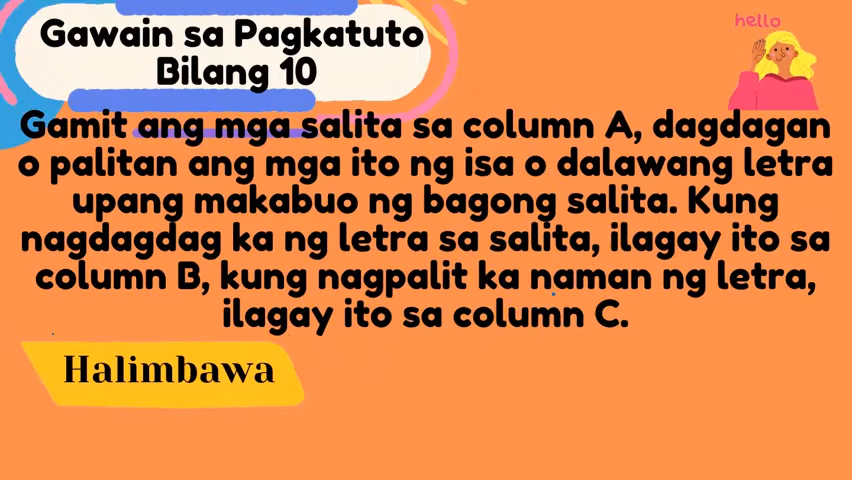 Gawain sa Pagkatuto
Bilang 10
hello
Gamit ang mga salita sa column A, dagdagan
o palitan ang mga ito ng isa o dalawang letra
upang makabuo ng bagong salita. Kung
nagdagdag ka ng letra sa salita, ilagay ito sa
column B, kung nagpalit ka naman ng letra,
ilagay ito sa column C.
Halimbawa